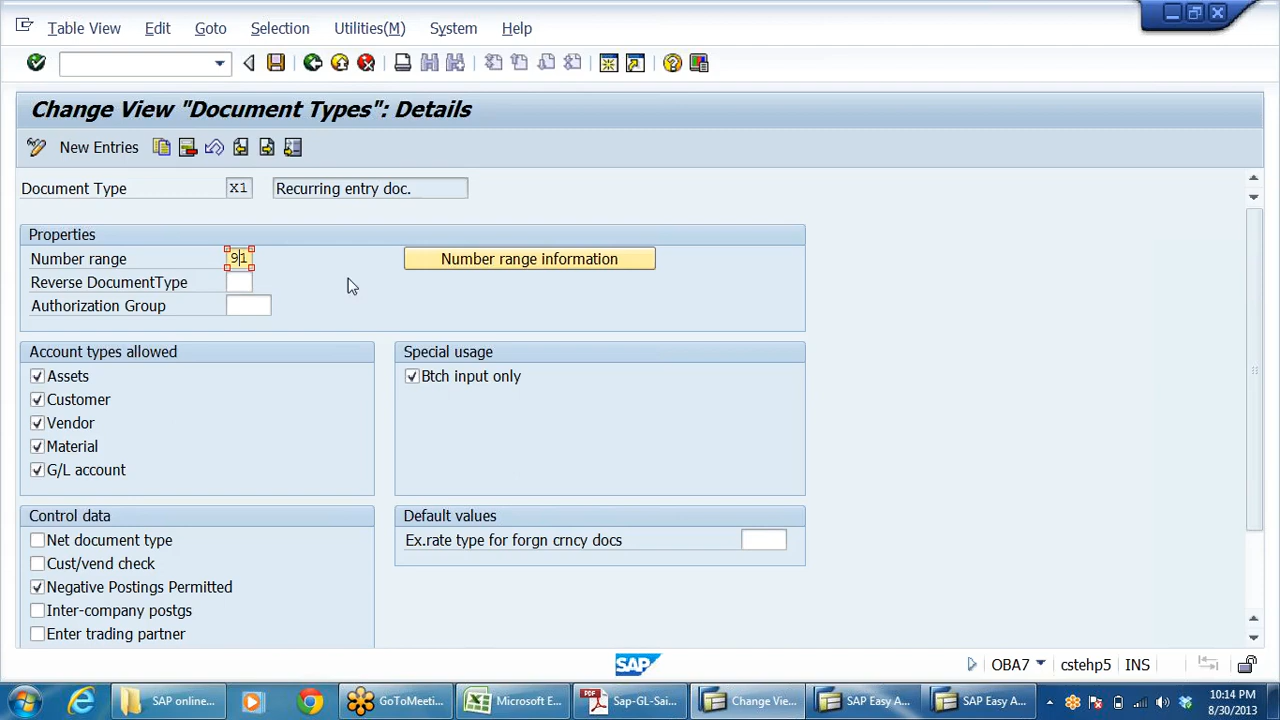 Table View Edit Goto Selection Utilities(M) System Help
Change View "Document Types": Details
New Entries
Document Type X1 Recurring entry doc.
Properties
Number range 91 Number range information
Reverse DocumentType
Authorization Group
Account types allowed
Assets
Customer
Vendor
Material
G/L account
Special usage
Btch input only
Control data
Net document type
Cust/vend check
Negative Postings Permitted
Inter-company postgs
Enter trading partner
Default values
Ex.rate type for forgn crncy docs
SAP OBA7 cstehp5 INS
SAP online... GoToMeeti... Microsoft E... Sap-GL-Sai... Change Vie... SAP Easy A... SAP Easy A... 10:14 PM
8/30/2013